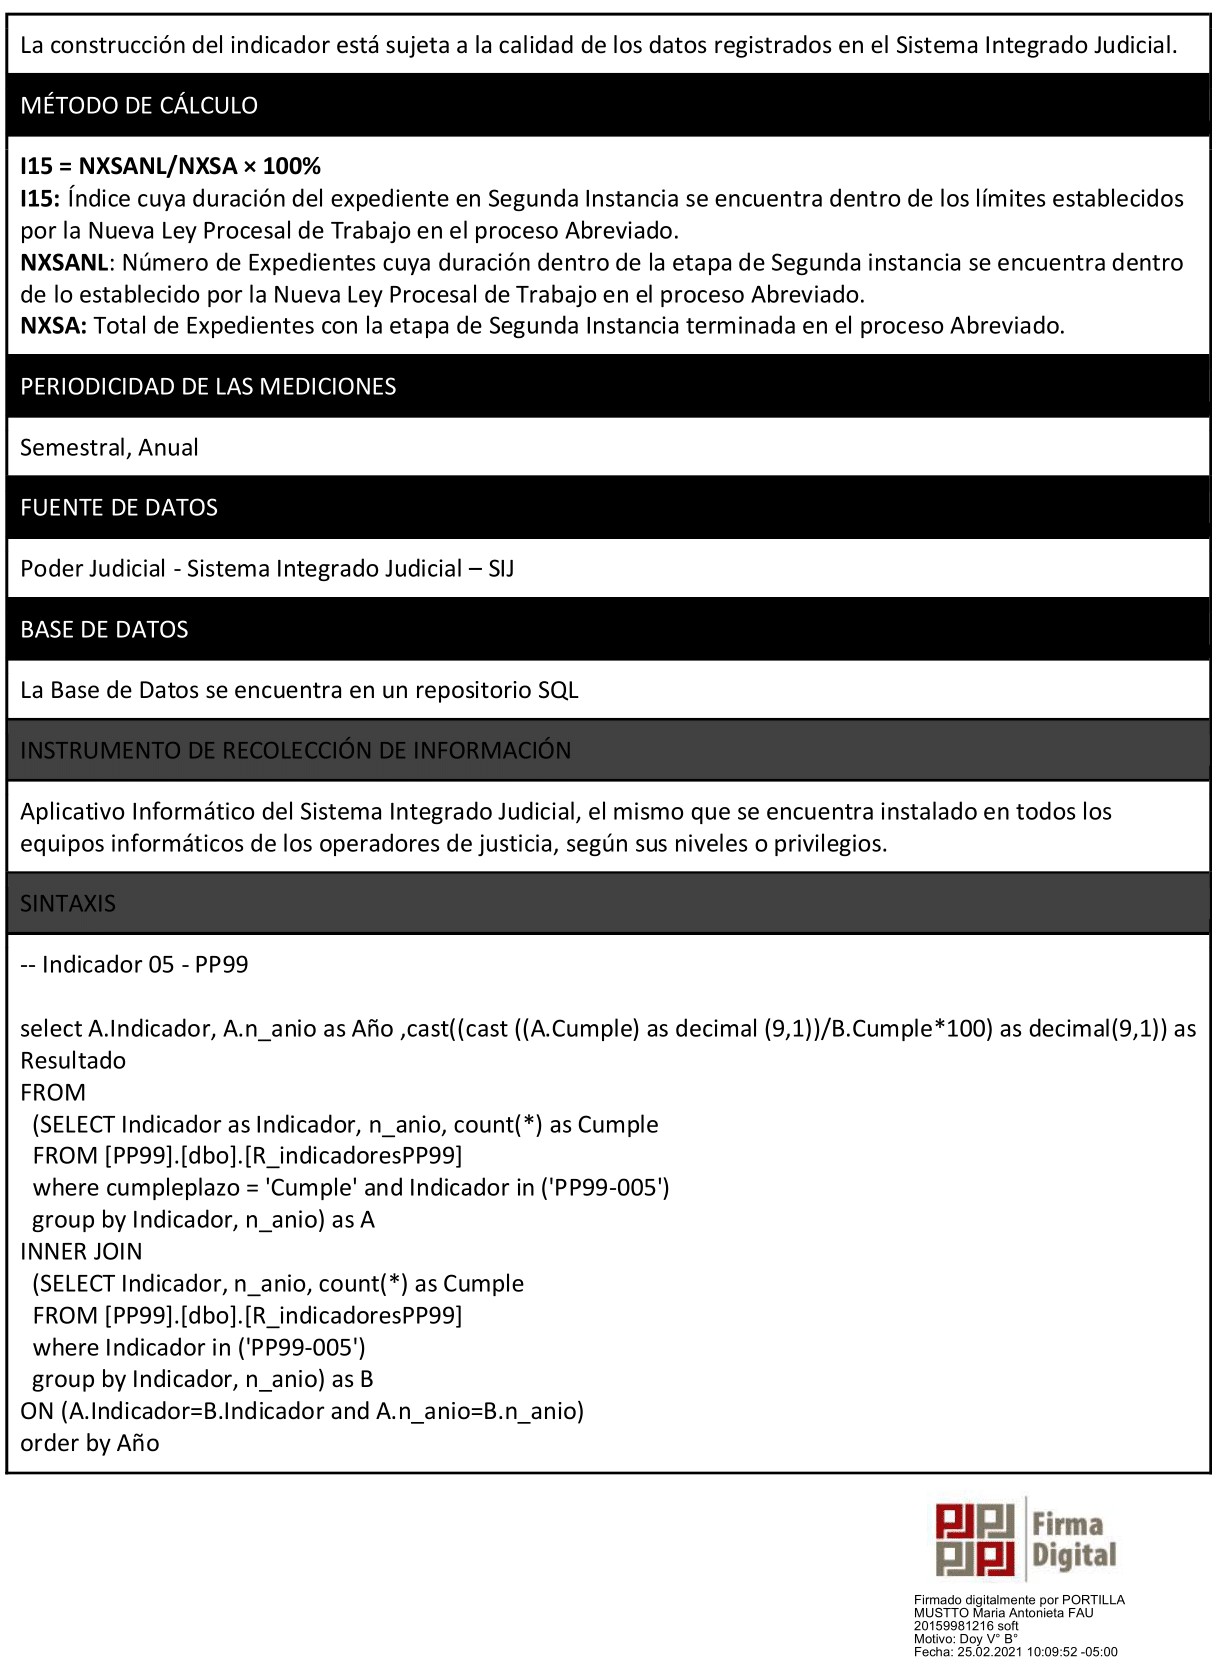 La construcción del indicador está sujeta a la calidad de los datos registrados en el Sistema Integrado Judicial.
MÉTODO DE CÁLCULO
I15 = NXSANL/NXSA × 100%
I15: Índice cuya duración del expediente en Segunda Instancia se encuentra dentro de los límites establecidos
por la Nueva Ley Procesal de Trabajo en el proceso Abreviado.
NXSANL: Número de Expedientes cuya duración dentro de la etapa de Segunda instancia se encuentra dentro
de lo establecido por la Nueva Ley Procesal de Trabajo en el proceso Abreviado.
NXSA: Total de Expedientes con la etapa de Segunda Instancia terminada en el proceso Abreviado.
PERIODICIDAD DE LAS MEDICIONES
Semestral, Anual
FUENTE DE DATOS
Poder Judicial - Sistema Integrado Judicial – SIJ
BASE DE DATOS
La Base de Datos se encuentra en un repositorio SQL
INSTRUMENTO DE RECOLECCIÓN DE INFORMACIÓN
Aplicativo Informático del Sistema Integrado Judicial, el mismo que se encuentra instalado en todos los
equipos informáticos de los operadores de justicia, según sus niveles o privilegios.
SINTAXIS
-- Indicador 05 - PP99
select A.Indicador, A.n_anio as Año ,cast((cast ((A.Cumple) as decimal (9,1))/B.Cumple*100) as decimal(9,1)) as
Resultado
FROM
(SELECT Indicador as Indicador, n_anio, count(*) as Cumple
FROM [PP99].[dbo].[R_indicadoresPP99]
where cumpleplazo = 'Cumple' and Indicador in ('PP99-005')
group by Indicador, n_anio) as A
INNER JOIN
(SELECT Indicador, n_anio, count(*) as Cumple
FROM [PP99].[dbo].[R_indicadoresPP99]
where Indicador in ('PP99-005')
group by Indicador, n_anio) as B
ON (A.Indicador=B.Indicador and A.n_anio=B.n_anio)
order by Año
Firma
Digital
Firmado digitalmente por PORTILLA
MUSTTO Maria Antonieta FAU
20159981216 soft
Motivo: Doy V° B°
Fecha: 25.02.2021 10:09:52 -05:00